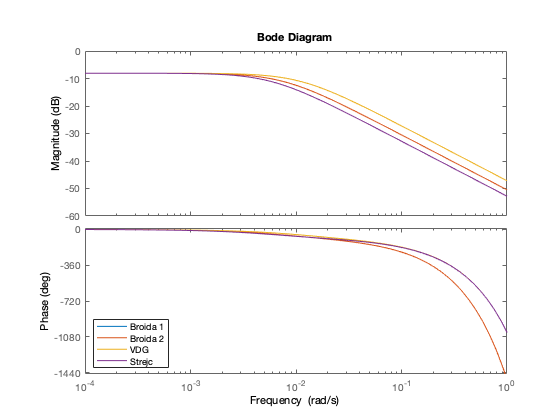 Bode Diagram
Magnitude (dB)
0
-10
-20
-30
-40
-50
-60
Phase (deg)
0
-360
-720
-1080
-1440
Broida 1
Broida 2
VDG
Strejc
10^-4
10^-3
10^-2
10^-1
10^0
Frequency (rad/s)